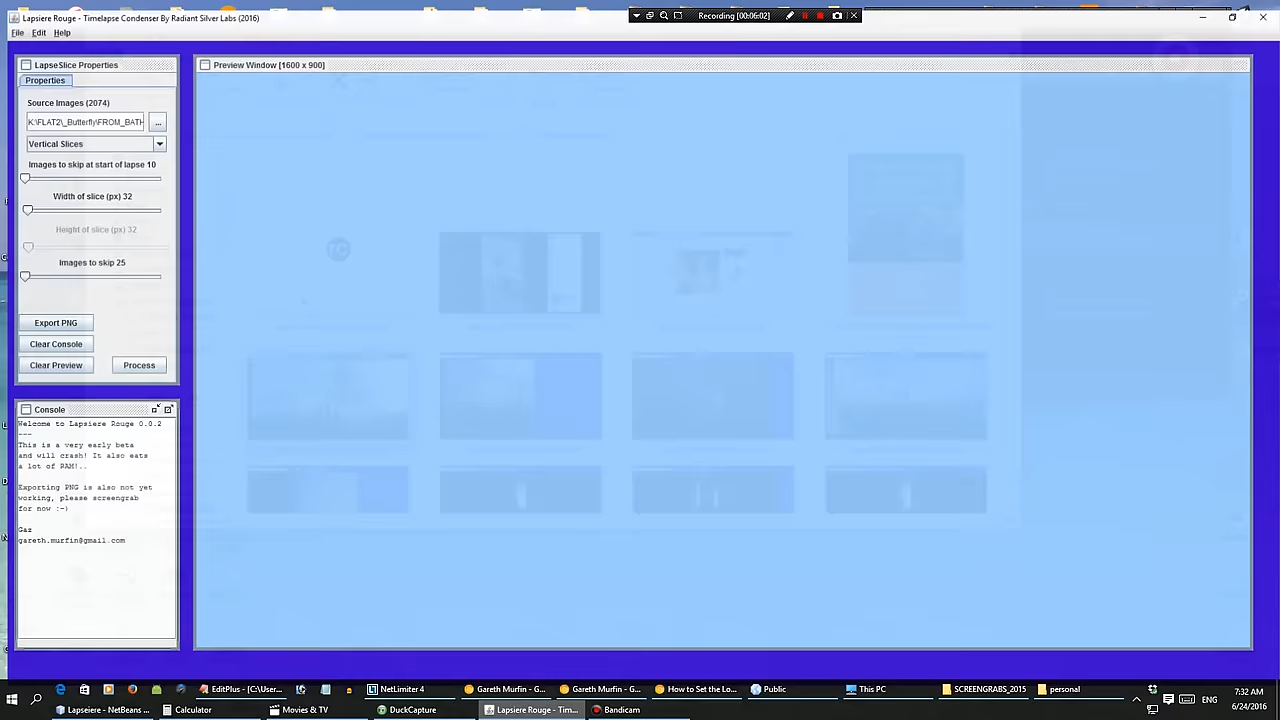 Lapsiere Rouge - Timelapse Condenser By Radiant Silver Labs (2016)
Recording [00:06:02]
File Edit Help
LapseSlice Properties
Preview Window [1600 x 900]
Properties
Source Images (2074)
K:\FLAT2\_Butterfly\FROM_BATH
...
Vertical Slices
Images to skip at start of lapse 10
Width of slice (px) 32
Height of slice (px) 32
Images to skip 25
Export PNG
Clear Console
Clear Preview
Process
Console
Welcome to Lapsiere Rouge 0.0.2
---
This is a very early beta
and will crash! It also eats
a lot of RAM!..
Exporting PNG is also not yet
working, please screengrab
for now :-)
Gaz
gareth.murfin@gmail.com
EditPlus - [C:\User...
NetLimiter 4
Gareth Murfin - G...
Gareth Murfin - G...
How to Set the Lo...
Public
This PC
SCREENGRABS_2015
personal
ENG
7:32 AM
6/24/2016
Lapsiere - NetBeans ...
Calculator
Movies & TV
DuckCapture
Lapsiere Rouge - Tim...
Bandicam